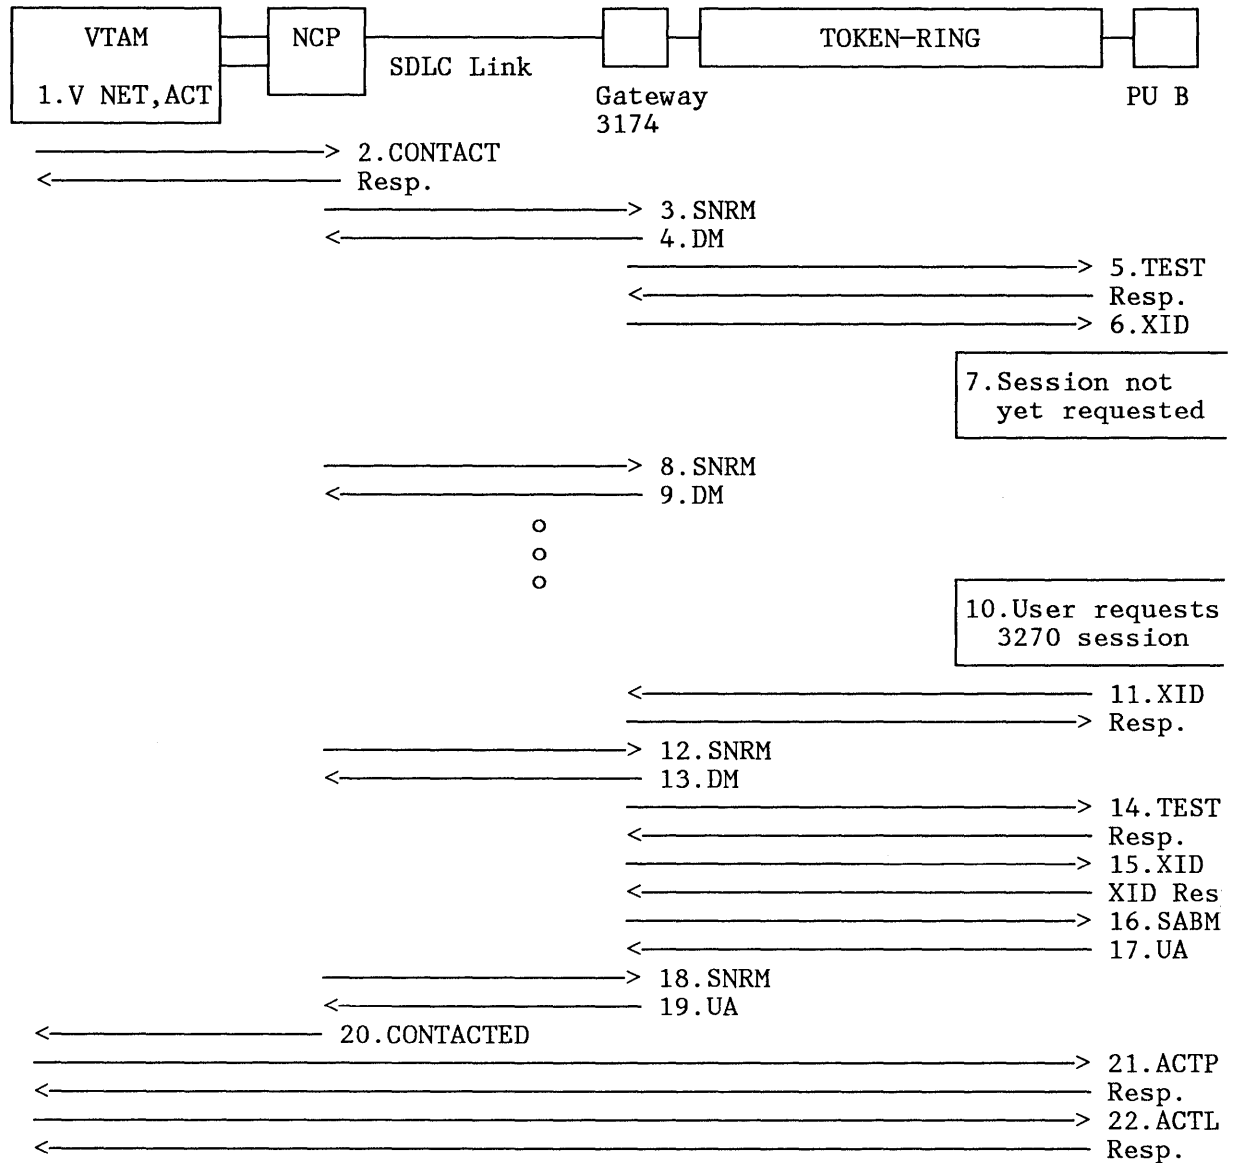 VTAM
NCP
TOKEN-RING
SDLC Link
1.V NET,ACT
Gateway
3174
PU B
2.CONTACT
Resp.
3.SNRM
4.DM
5.TEST
Resp.
6.XID
7.Session not
yet requested
8.SNRM
9.DM
o
o
o
10.User requests
3270 session
11.XID
Resp.
12.SNRM
13.DM
14.TEST
Resp.
15.XID
XID Res
16.SABM
17.UA
18.SNRM
19.UA
20.CONTACTED
21.ACTP
Resp.
22.ACTL
Resp.